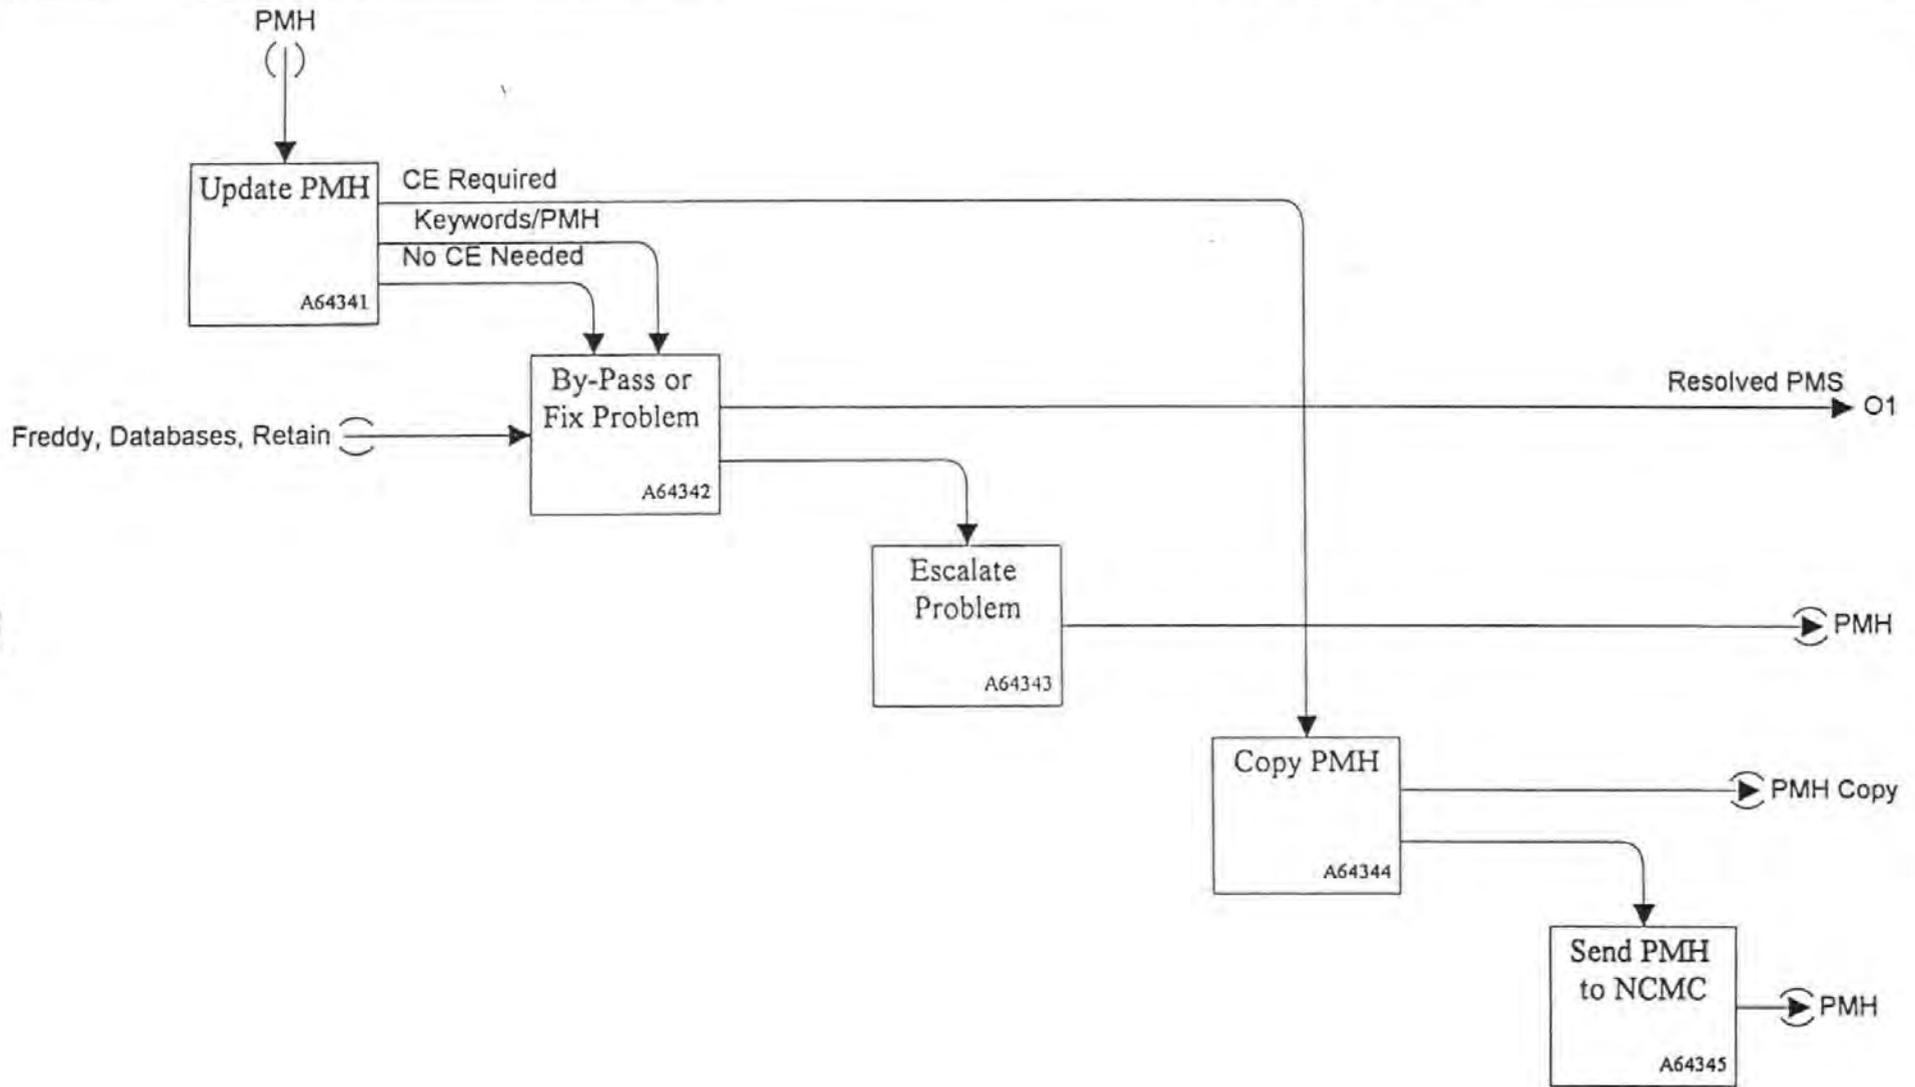 PMH
Update PMH
A64341
CE Required
Keywords/PMH
No CE Needed
By-Pass or
Fix Problem
A64342
Freddy, Databases, Retain
Resolved PMS
O1
Escalate
Problem
A64343
PMH
Copy PMH
A64344
PMH Copy
Send PMH
to NCMC
A64345
PMH